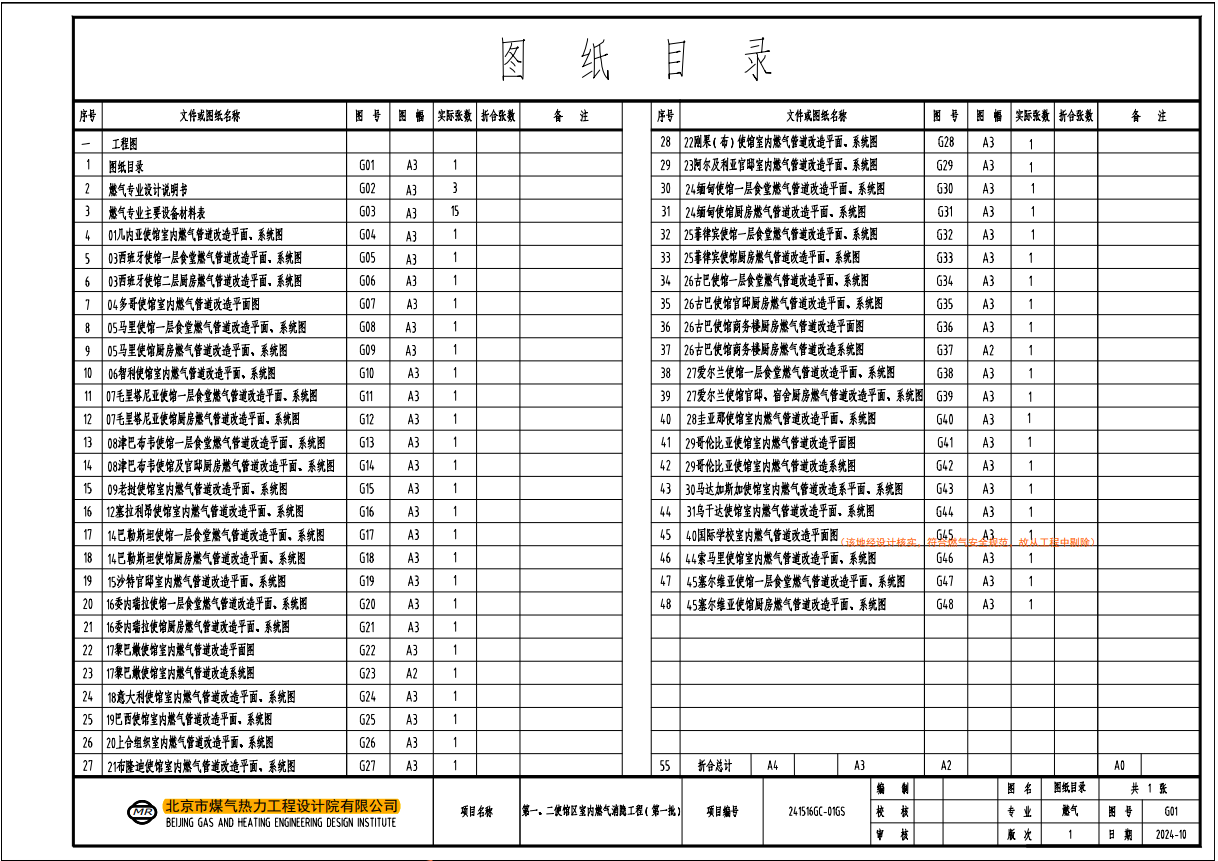 图 纸 目 录
序号 文件或图纸名称 图 号 图 幅 实际张数 折合张数 备 注
一 工程图
1 图纸目录 G01 A3 1
2 燃气专业设计说明书 G02 A3 3
3 燃气专业主要设备材料表 G03 A3 15
4 01几内亚使馆室内燃气管道改造平面、系统图 G04 A3 1
5 03西班牙使馆一层食堂燃气管道改造平面、系统图 G05 A3 1
6 03西班牙使馆二层厨房燃气管道改造平面、系统图 G06 A3 1
7 04多哥使馆室内燃气管道改造平面图 G07 A3 1
8 05马里使馆一层食堂燃气管道改造平面、系统图 G08 A3 1
9 05马里使馆厨房燃气管道改造平面、系统图 G09 A3 1
10 06智利使馆室内燃气管道改造平面、系统图 G10 A3 1
11 07毛里塔尼亚使馆一层食堂燃气管道改造平面、系统图 G11 A3 1
12 07毛里塔尼亚使馆厨房燃气管道改造平面、系统图 G12 A3 1
13 08津巴布韦使馆一层食堂燃气管道改造平面、系统图 G13 A3 1
14 08津巴布韦使馆及官邸厨房燃气管道改造平面、系统图 G14 A3 1
15 09老挝使馆室内燃气管道改造平面、系统图 G15 A3 1
16 12塞拉利昂使馆室内燃气管道改造平面、系统图 G16 A3 1
17 14巴勒斯坦使馆一层食堂燃气管道改造平面、系统图 G17 A3 1
18 14巴勒斯坦使馆厨房燃气管道改造平面、系统图 G18 A3 1
19 15沙特官邸室内燃气管道改造平面、系统图 G19 A3 1
20 16委内瑞拉使馆一层食堂燃气管道改造平面、系统图 G20 A3 1
21 16委内瑞拉使馆厨房燃气管道改造平面、系统图 G21 A3 1
22 17黎巴嫩使馆室内燃气管道改造平面图 G22 A3 1
23 17黎巴嫩使馆室内燃气管道改造系统图 G23 A2 1
24 18意大利使馆室内燃气管道改造平面、系统图 G24 A3 1
25 19巴西使馆室内燃气管道改造平面、系统图 G25 A3 1
26 20上合组织室内燃气管道改造平面、系统图 G26 A3 1
27 21布隆迪使馆室内燃气管道改造平面、系统图 G27 A3 1
序号 文件或图纸名称 图 号 图 幅 实际张数 折合张数 备 注
28 22刚果(布)使馆室内燃气管道改造平面、系统图 G28 A3 1
29 23阿尔及利亚官邸室内燃气管道改造平面、系统图 G29 A3 1
30 24缅甸使馆一层食堂燃气管道改造平面、系统图 G30 A3 1
31 24缅甸使馆厨房燃气管道改造平面、系统图 G31 A3 1
32 25菲律宾使馆一层食堂燃气管道改造平面、系统图 G32 A3 1
33 25菲律宾使馆厨房燃气管道改造平面、系统图 G33 A3 1
34 26古巴使馆一层食堂燃气管道改造平面、系统图 G34 A3 1
35 26古巴使馆官邸厨房燃气管道改造平面、系统图 G35 A3 1
36 26古巴使馆商务楼厨房燃气管道改造平面图 G36 A3 1
37 26古巴使馆商务楼厨房燃气管道改造系统图 G37 A2 1
38 27爱尔兰使馆一层食堂燃气管道改造平面、系统图 G38 A3 1
39 27爱尔兰使馆官邸、宿舍厨房燃气管道改造平面、系统图 G39 A3 1
40 28圭亚那使馆室内燃气管道改造平面、系统图 G40 A3 1
41 29哥伦比亚使馆室内燃气管道改造平面图 G41 A3 1
42 29哥伦比亚使馆室内燃气管道改造系统图 G42 A3 1
43 30马达加斯加使馆室内燃气管道改造系平面、系统图 G43 A3 1
44 31乌干达使馆室内燃气管道改造平面、系统图 G44 A3 1
45 40国际学校室内燃气管道改造平面图 G45 A3 1
（该地经设计核实，符合燃气安全规范，故从工程中剔除）
46 44索马里使馆室内燃气管道改造平面、系统图 G46 A3 1
47 45塞尔维亚使馆一层食堂燃气管道改造平面、系统图 G47 A3 1
48 45塞尔维亚使馆厨房燃气管道改造平面、系统图 G48 A3 1
55 折合总计 A4 A3 A2 A0
MR 北京市煤气热力工程设计院有限公司
BEIJING GAS AND HEATING ENGINEERING DESIGN INSTITUTE
项目名称 第一、二使馆区室内燃气消隐工程(第一批) 项目编号 241516GC-01GS
编 制 图 名 图纸目录 共 1 张
校 核 专 业 燃气 图 号 G01
审 核 版 次 1 日 期 2024-10